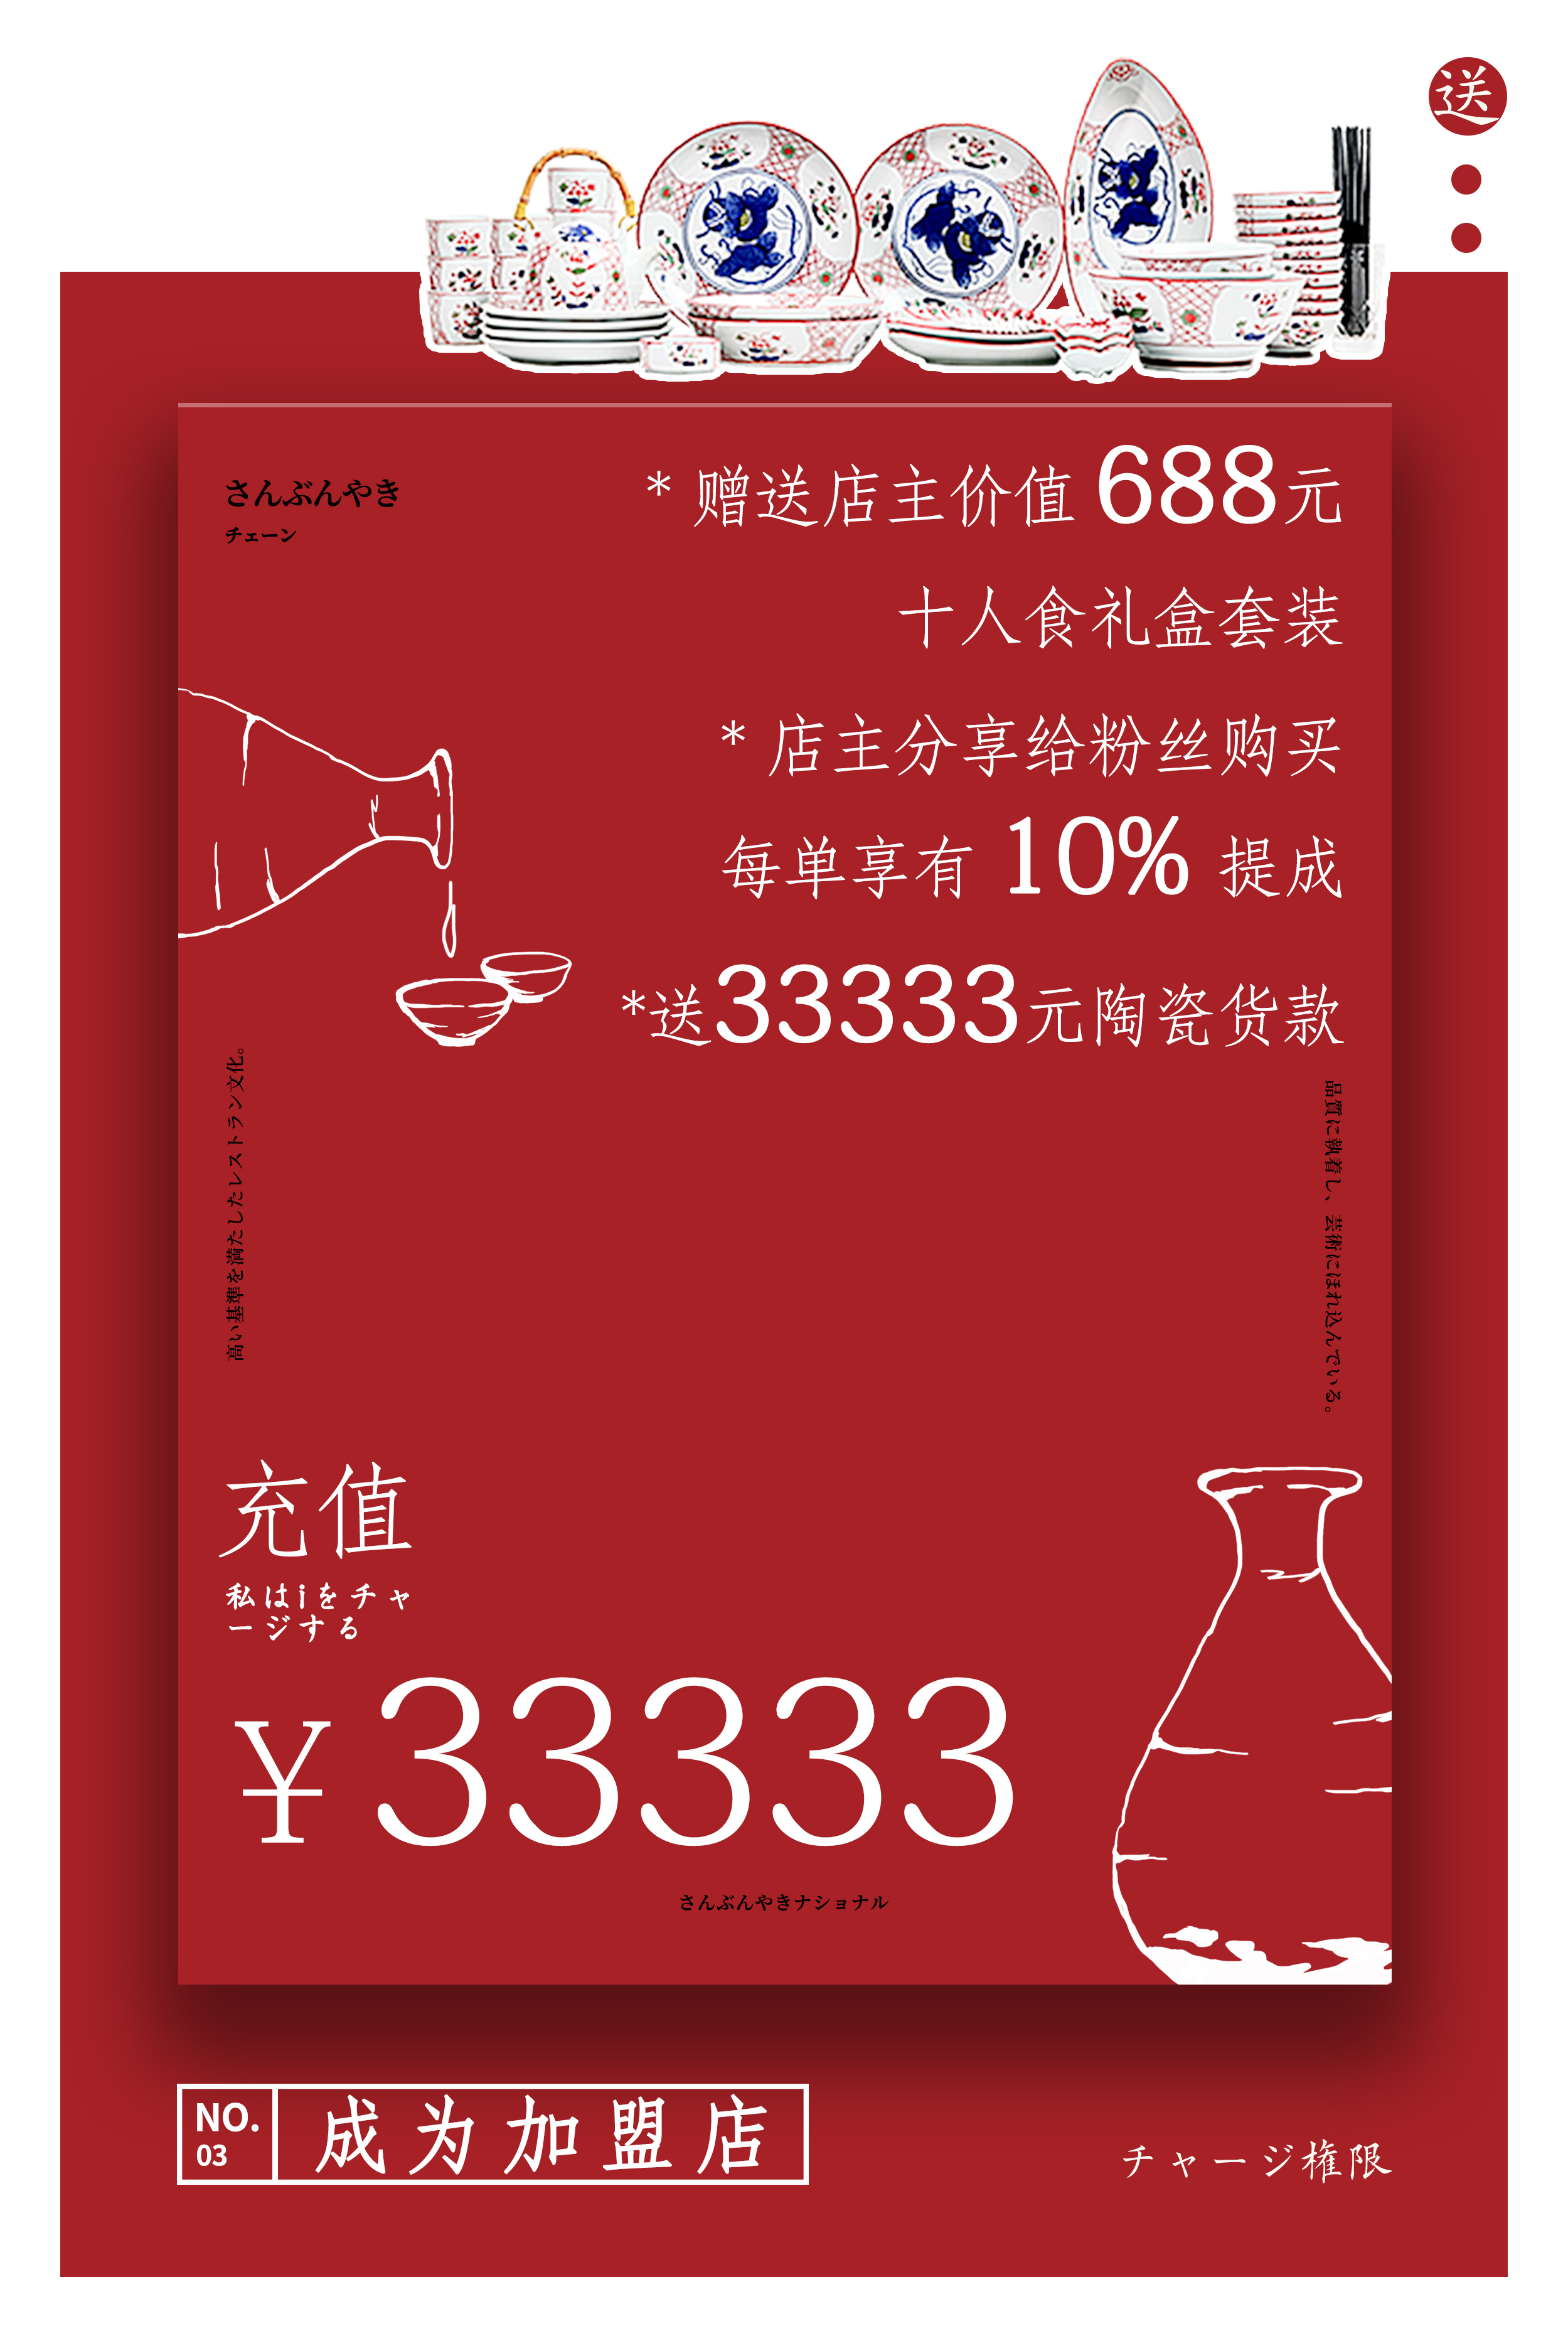 送
さんぶんやき
チェーン
* 赠送店主价值 688元
十人食礼盒套装
* 店主分享给粉丝购买
每单享有 10% 提成
*送33333元陶瓷货款
高い基準を満たしたレストラン文化。
品質に執着し、芸術にほれ込んでいる。
充值
私はiをチャ
ージする
¥ 33333
さんぶんやきナショナル
NO.
03
成为加盟店
チャージ権限